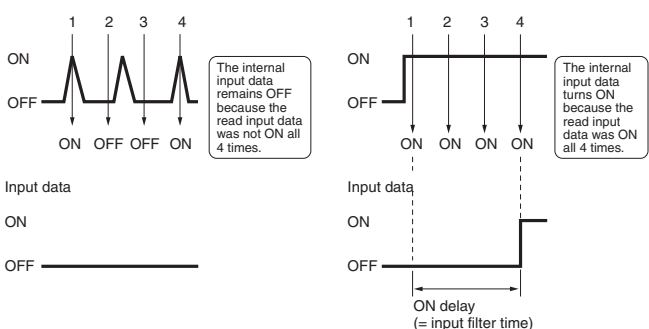 1 2 3 4
ON
OFF
ON OFF OFF ON
The internal
input data
remains OFF
because the
read input data
was not ON all
4 times.
Input data
ON
OFF
1 2 3 4
ON
OFF
ON ON ON ON
The internal
input data
turns ON
because the
read input
data was ON
all 4 times.
Input data
ON
OFF
ON delay
(= input filter time)